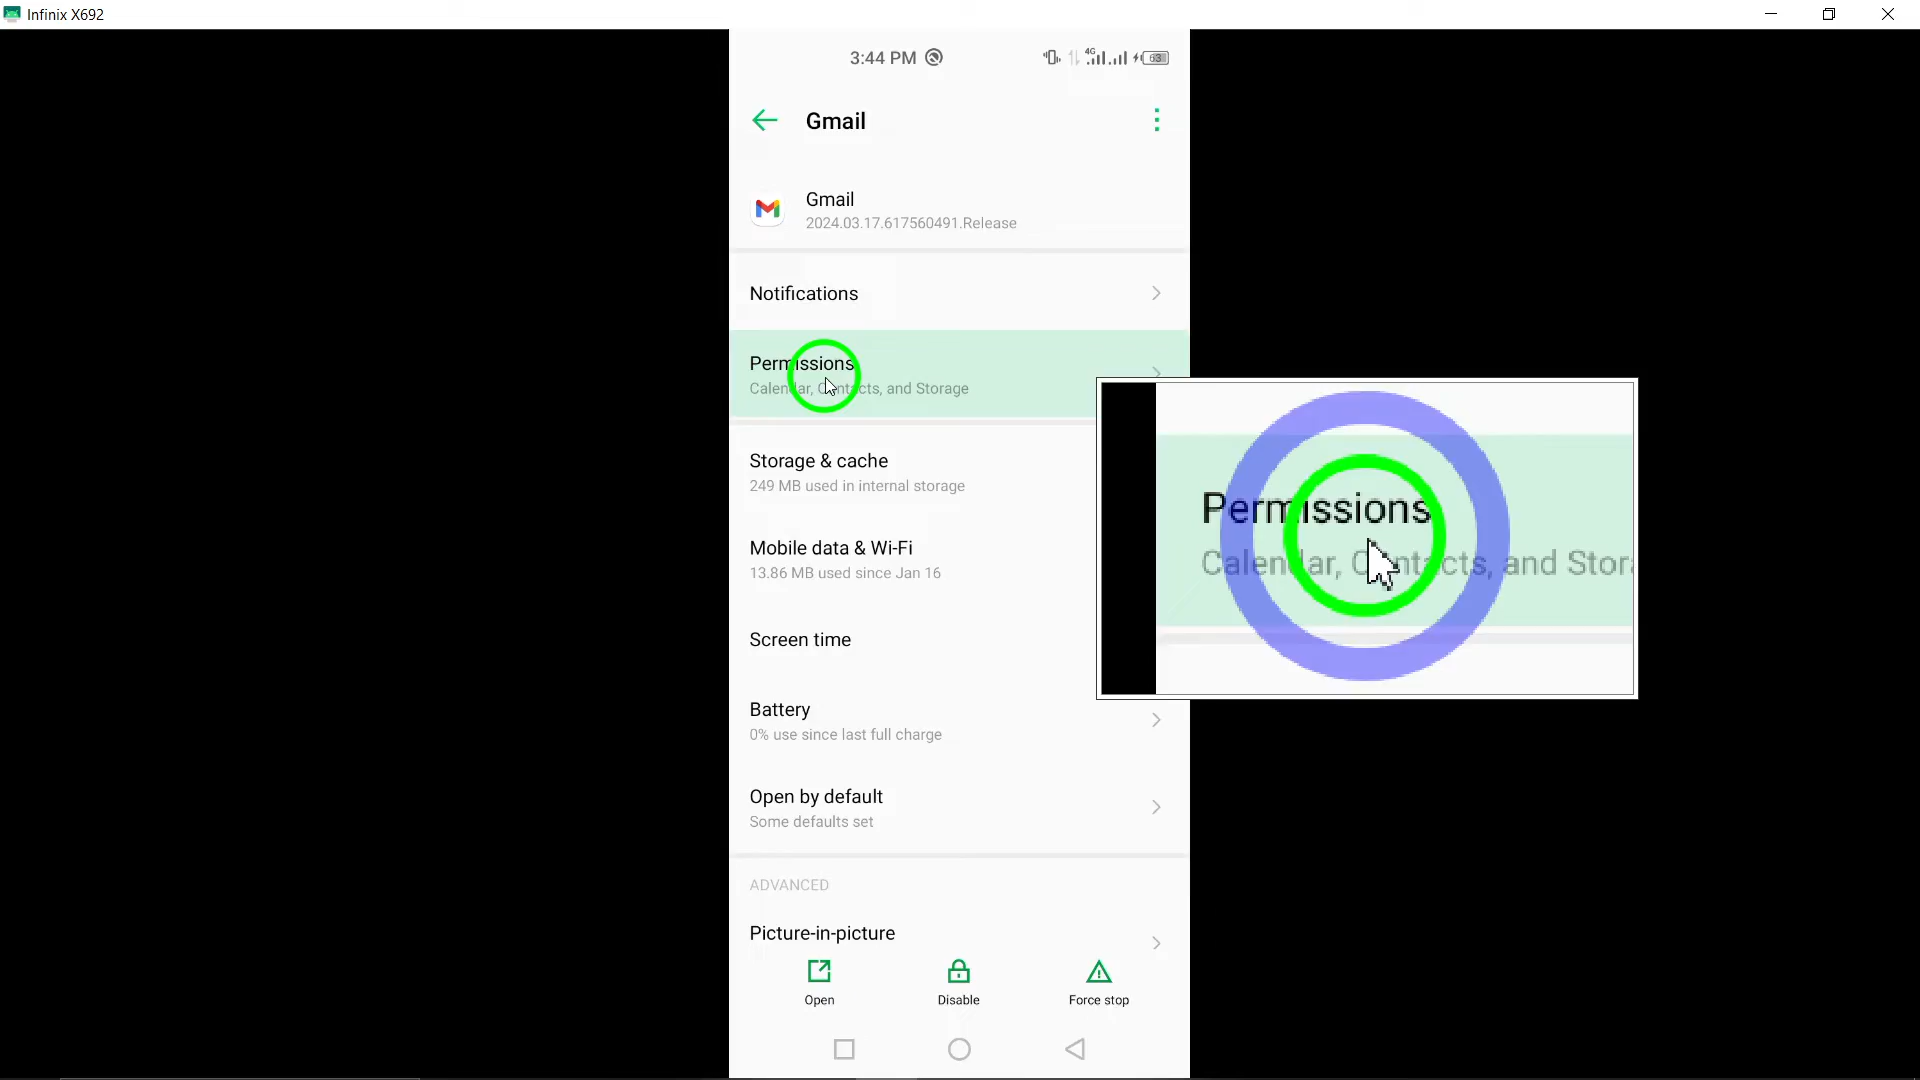 Infinix X692
3:44 PM
4G
63
Gmail
Gmail
2024.03.17.617560491.Release
Notifications
Permissions
Calendar, Contacts, and Storage
Storage & cache
249 MB used in internal storage
Mobile data & Wi-Fi
13.86 MB used since Jan 16
Screen time
Battery
0% use since last full charge
Open by default
Some defaults set
ADVANCED
Picture-in-picture
Open
Disable
Force stop
Permissions
Calendar, Contacts, and Stor